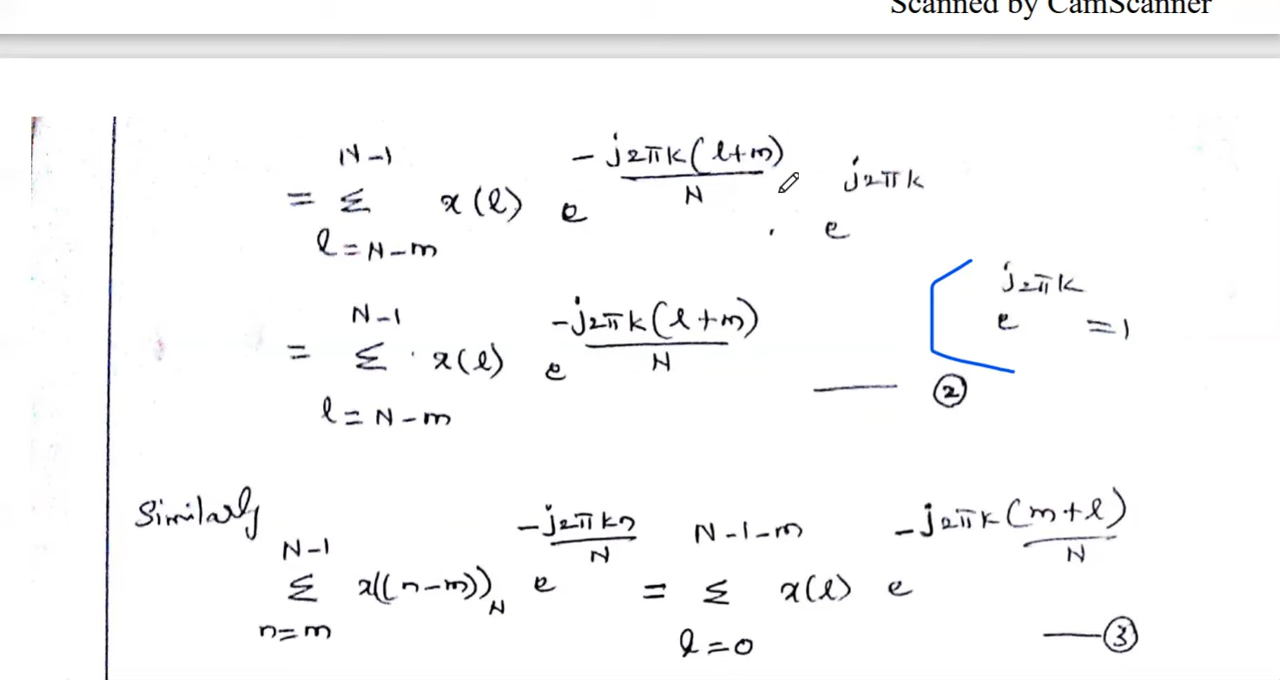 Scanned by CamScanner
= Σ_{l=N-m}^{N-1} x(l) e^{-j2πk(l+m)/N} . e^{j2πk}
= Σ_{l=N-m}^{N-1} x(l) e^{-j2πk(l+m)/N} —— ② [ e^{j2πk} = 1
Similarly
Σ_{n=m}^{N-1} x((n-m))_N e^{-j2πkn/N} = Σ_{l=0}^{N-1-m} x(l) e^{-j2πk(m+l)/N} —— ③